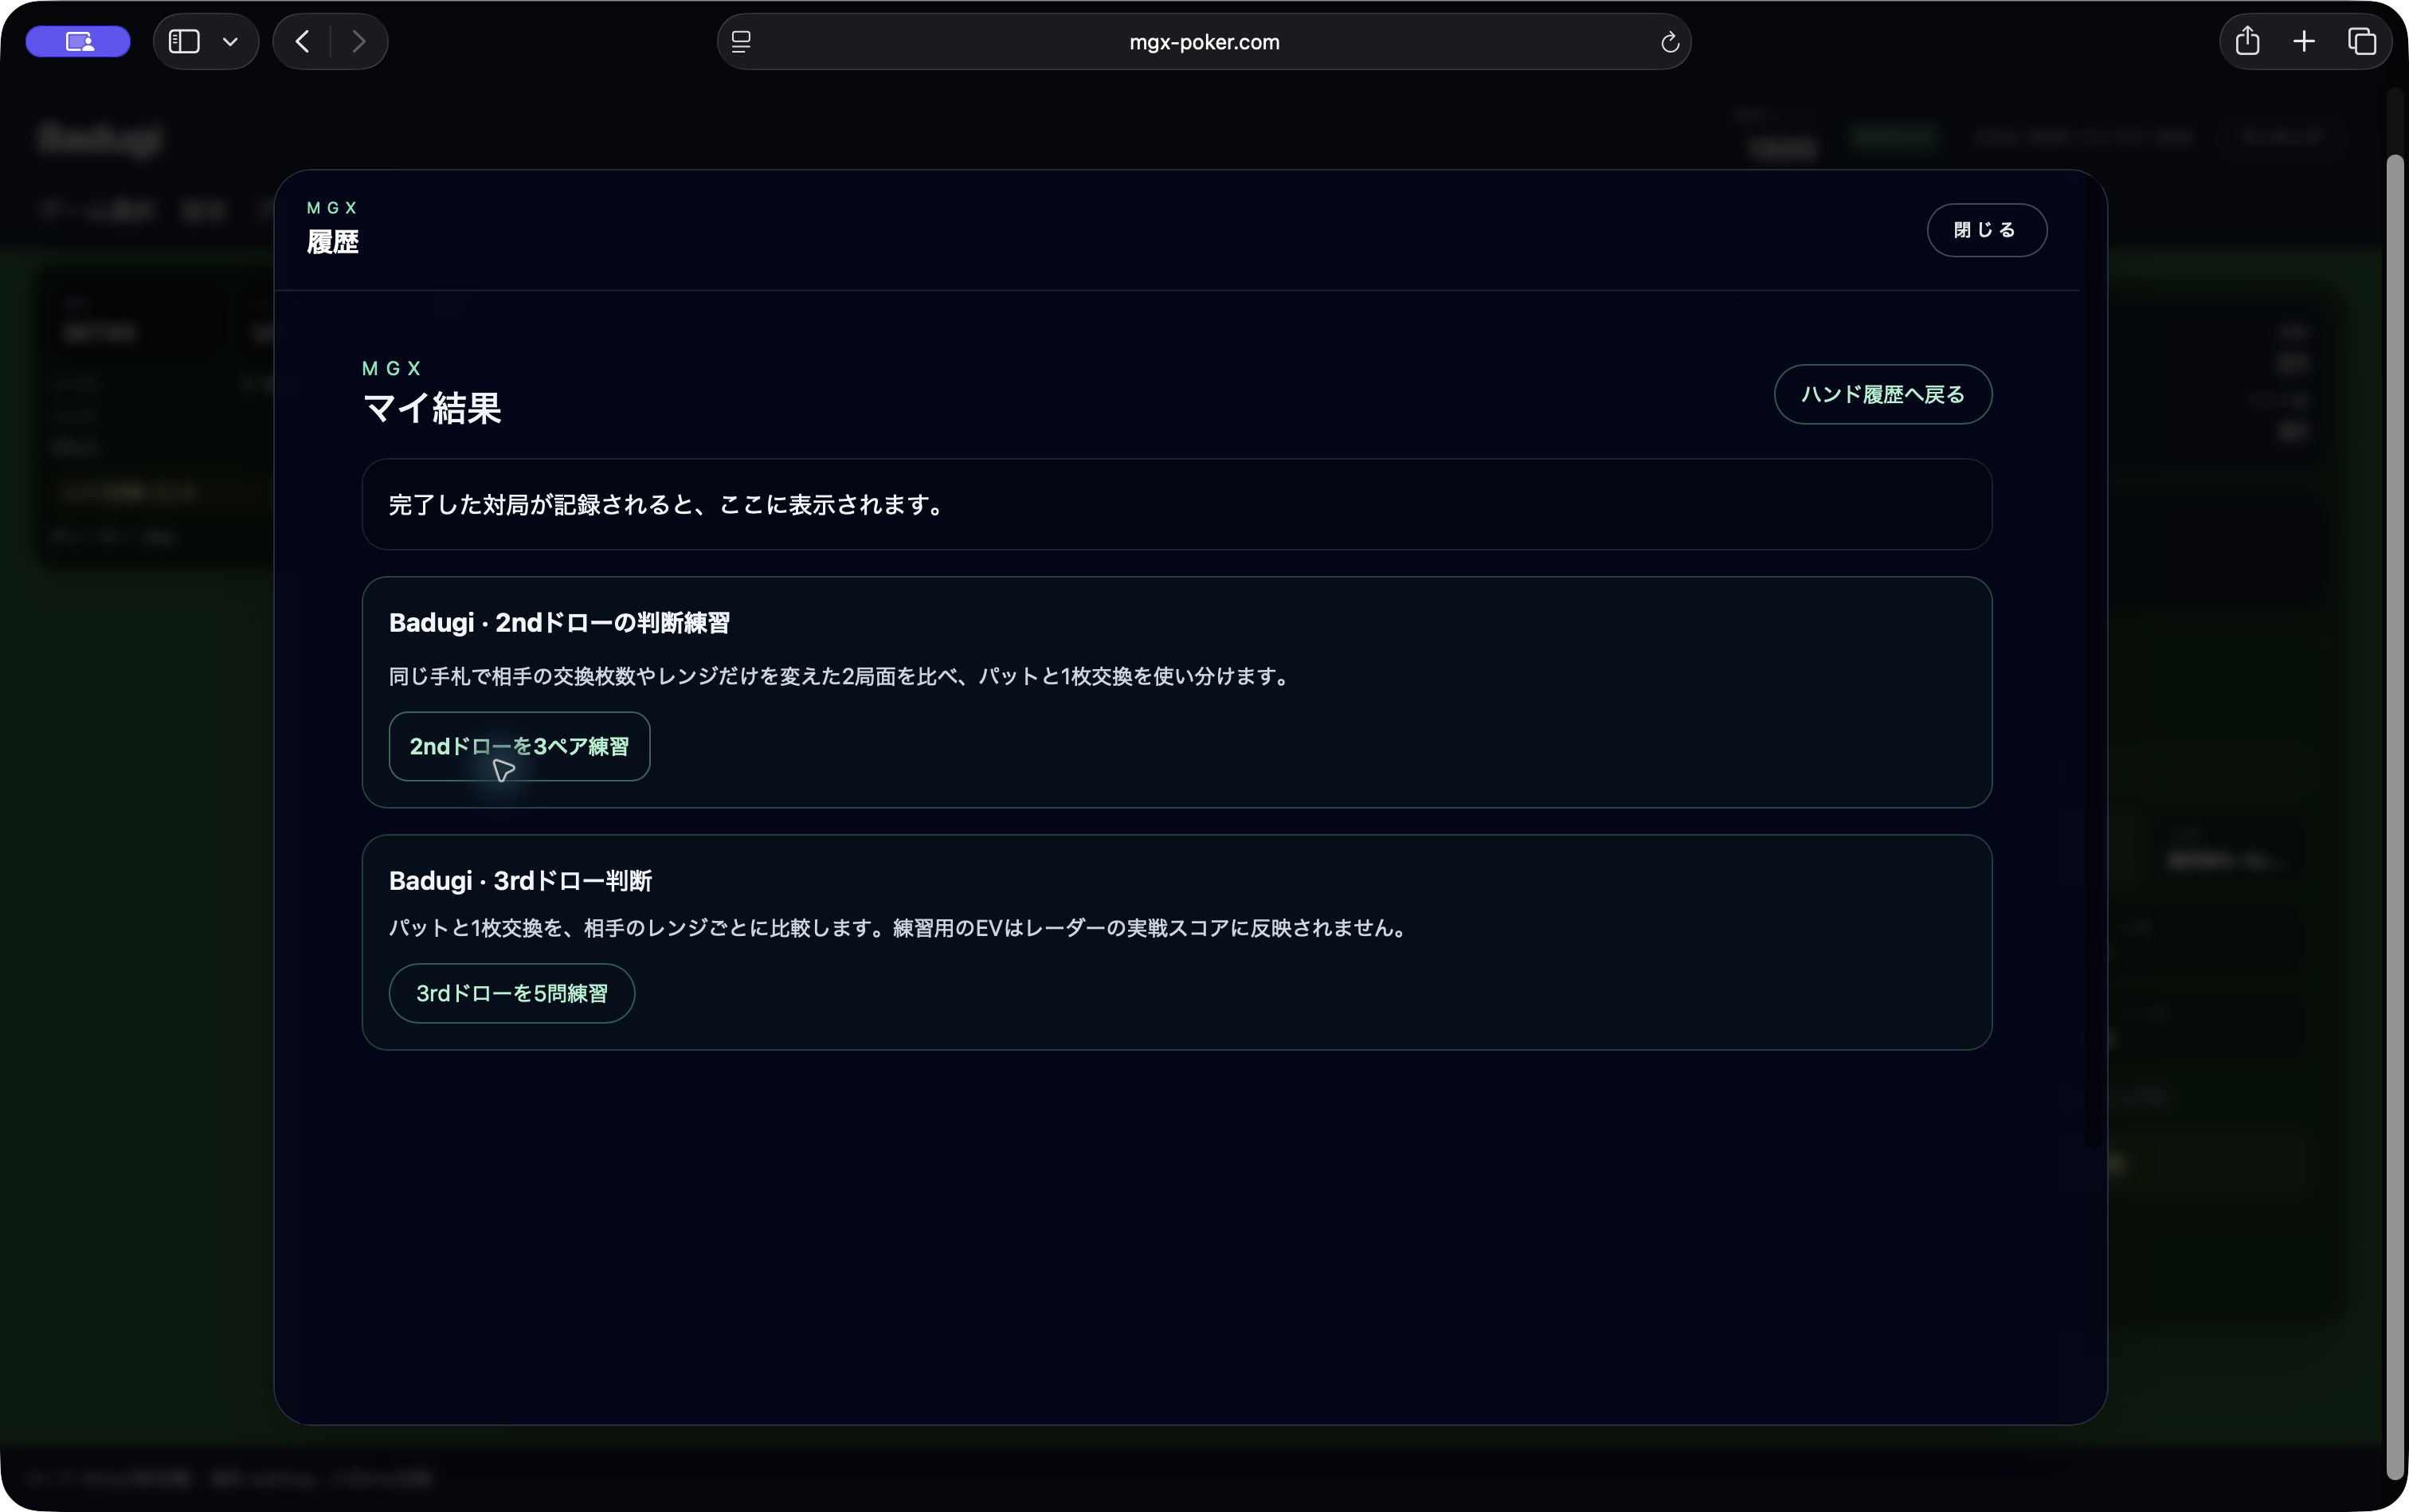 mgx-poker.com
Badugi
MGX
履歴
閉じる
MGX
マイ結果
ハンド履歴へ戻る
完了した対局が記録されると、ここに表示されます。
Badugi · 2ndドローの判断練習
同じ手札で相手の交換枚数やレンジだけを変えた2局面を比べ、パットと1枚交換を使い分けます。
2ndドローを3ペア練習
Badugi · 3rdドロー判断
パットと1枚交換を、相手のレンジごとに比較します。練習用のEVはレーダーの実戦スコアに反映されません。
3rdドローを5問練習